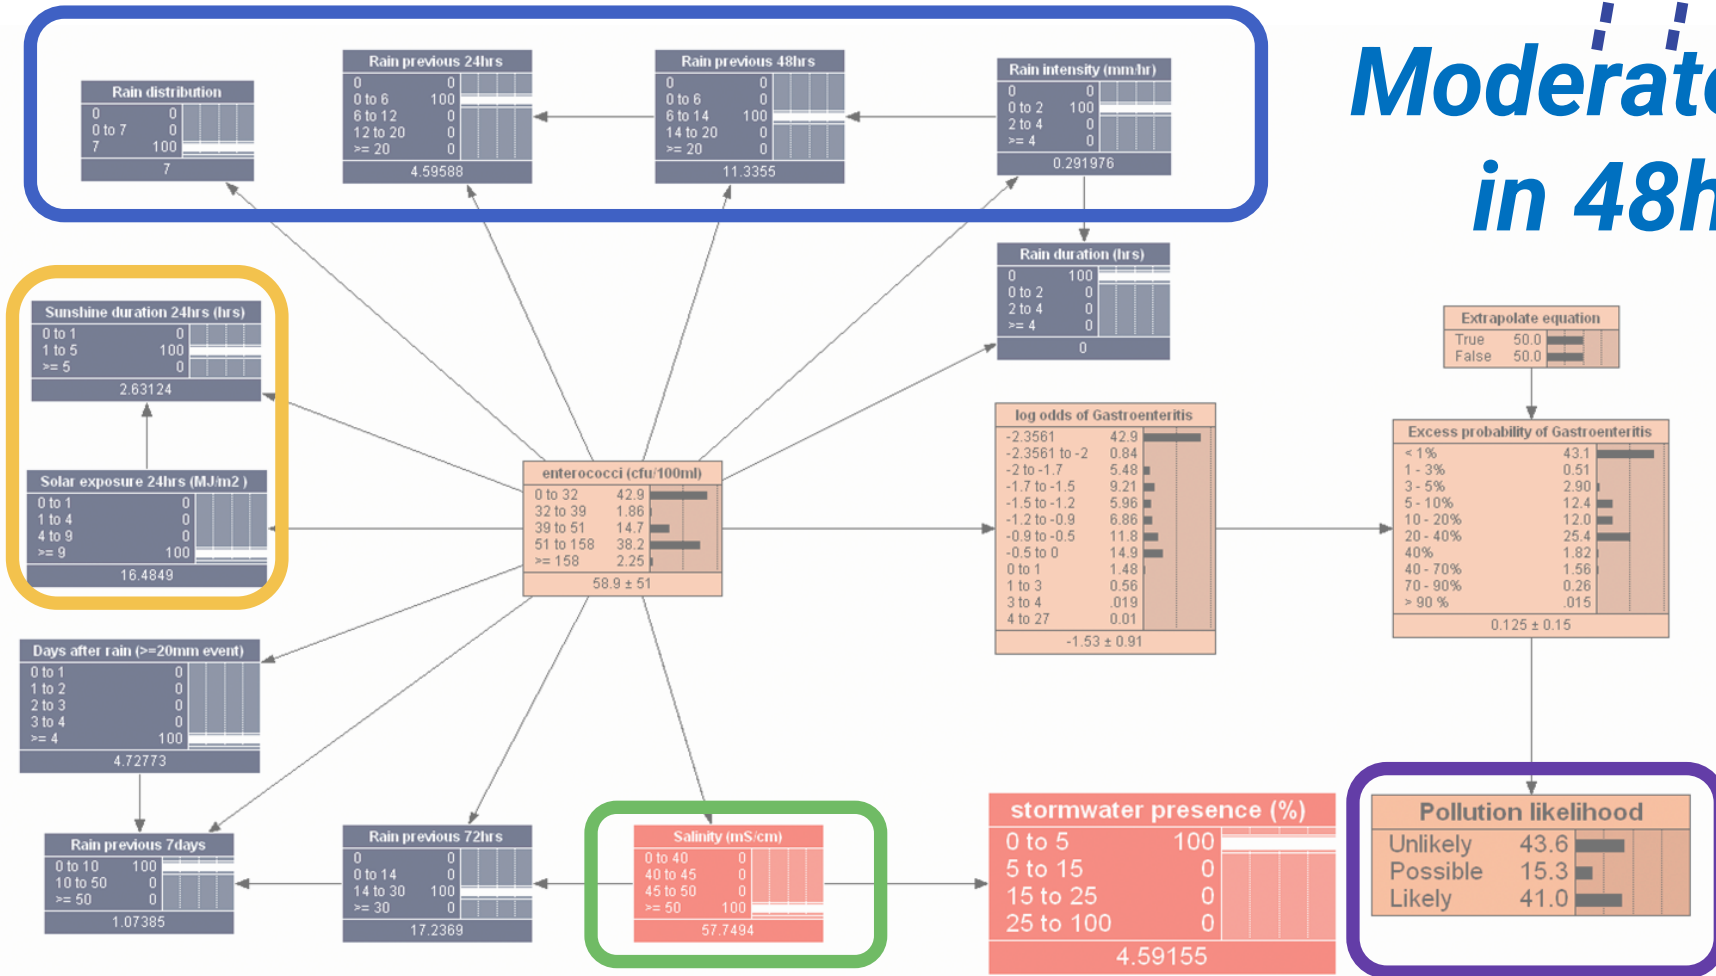 Moderate
in 48h
Rain distribution
0 0
0 to 7 0
7 100
7
Rain previous 24hrs
0 0
0 to 6 100
6 to 12 0
12 to 20 0
>= 20 0
4.59588
Rain previous 48hrs
0 0
0 to 6 0
6 to 14 100
14 to 20 0
>= 20 0
11.3355
Rain intensity (mm/hr)
0 0
0 to 2 100
2 to 4 0
>= 4 0
0.291976
Rain duration (hrs)
0 100
0 to 2 0
2 to 4 0
>= 4 0
0
Sunshine duration 24hrs (hrs)
0 to 1 0
1 to 5 100
>= 5 0
2.63124
Solar exposure 24hrs (MJ/m2 )
0 to 1 0
1 to 4 0
4 to 9 0
>= 9 100
16.4849
enterococci (cfu/100ml)
0 to 32 42.9
32 to 39 1.86
39 to 51 14.7
51 to 158 38.2
>= 158 2.25
58.9 ± 51
log odds of Gastroenteritis
-2.3561 42.9
-2.3561 to -2 0.84
-2 to -1.7 5.48
-1.7 to -1.5 9.21
-1.5 to -1.2 5.96
-1.2 to -0.9 6.86
-0.9 to -0.5 11.8
-0.5 to 0 14.9
0 to 1 1.48
1 to 3 0.56
3 to 4 .019
4 to 27 0.01
-1.53 ± 0.91
Extrapolate equation
True 50.0
False 50.0
Excess probability of Gastroenteritis
< 1% 43.1
1 - 3% 0.51
3 - 5% 2.90
5 - 10% 12.4
10 - 20% 12.0
20 - 40% 25.4
40% 1.82
40 - 70% 1.56
70 - 90% 0.26
> 90 % .015
0.125 ± 0.15
Days after rain (>=20mm event)
0 to 1 0
1 to 2 0
2 to 3 0
3 to 4 0
>= 4 100
4.72773
Rain previous 7days
0 to 10 100
10 to 50 0
>= 50 0
1.07385
Rain previous 72hrs
0 0
0 to 14 0
14 to 30 100
>= 30 0
17.2369
Salinity (mS/cm)
0 to 40 0
40 to 45 0
45 to 50 0
>= 50 100
57.7494
stormwater presence (%)
0 to 5 100
5 to 15 0
15 to 25 0
25 to 100 0
4.59155
Pollution likelihood
Unlikely 43.6
Possible 15.3
Likely 41.0